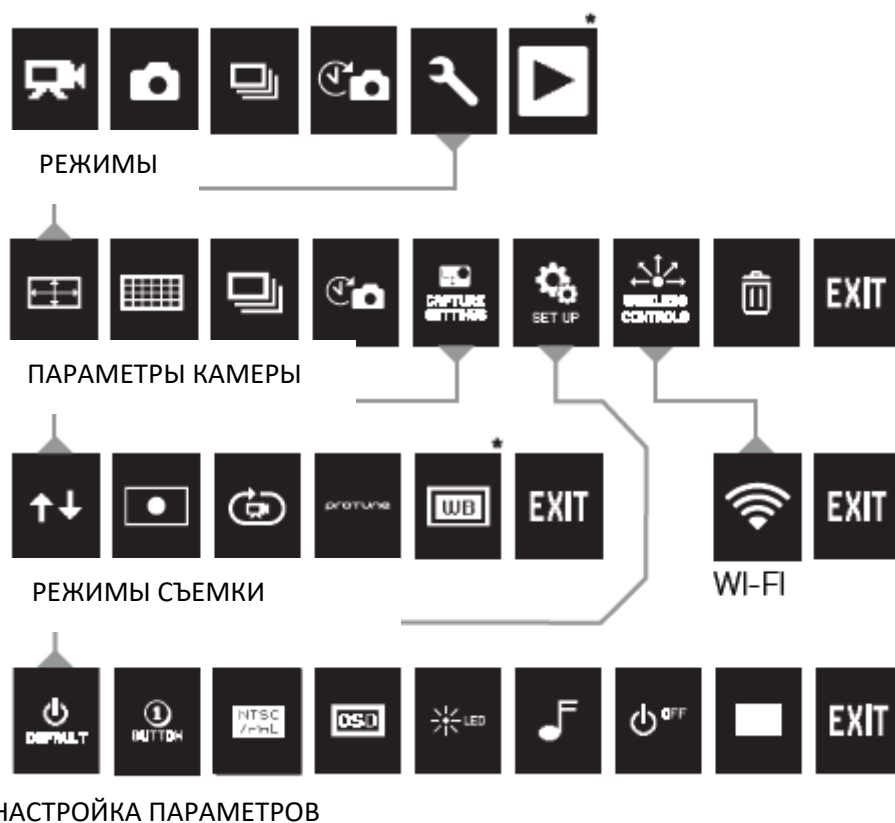 *
РЕЖИМЫ
CAPTURE SETTINGS
SET UP
WIRELESS CONTROLS
EXIT
ПАРАМЕТРЫ КАМЕРЫ
*
PROTUNE
WB
EXIT
EXIT
РЕЖИМЫ СЪЕМКИ
WI-FI
DEFAULT
1
BUTTON
NTSC
/PAL
OSD
LED
OFF
EXIT
НАСТРОЙКА ПАРАМЕТРОВ